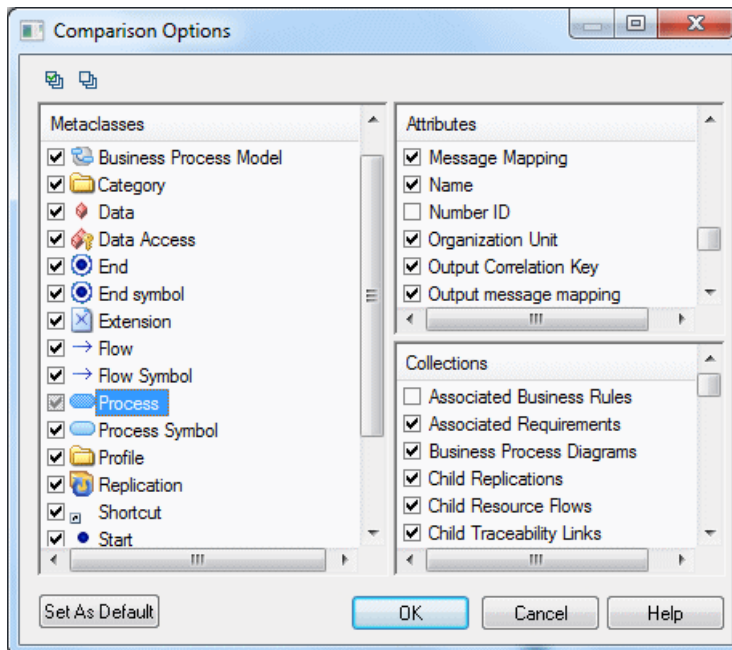 Comparison Options
Metaclasses
Business Process Model
Category
Data
Data Access
End
End symbol
Extension
Flow
Flow Symbol
Process
Process Symbol
Profile
Replication
Shortcut
Start
Attributes
Message Mapping
Name
Number ID
Organization Unit
Output Correlation Key
Output message mapping
Collections
Associated Business Rules
Associated Requirements
Business Process Diagrams
Child Replications
Child Resource Flows
Child Traceability Links
Set As Default
OK
Cancel
Help